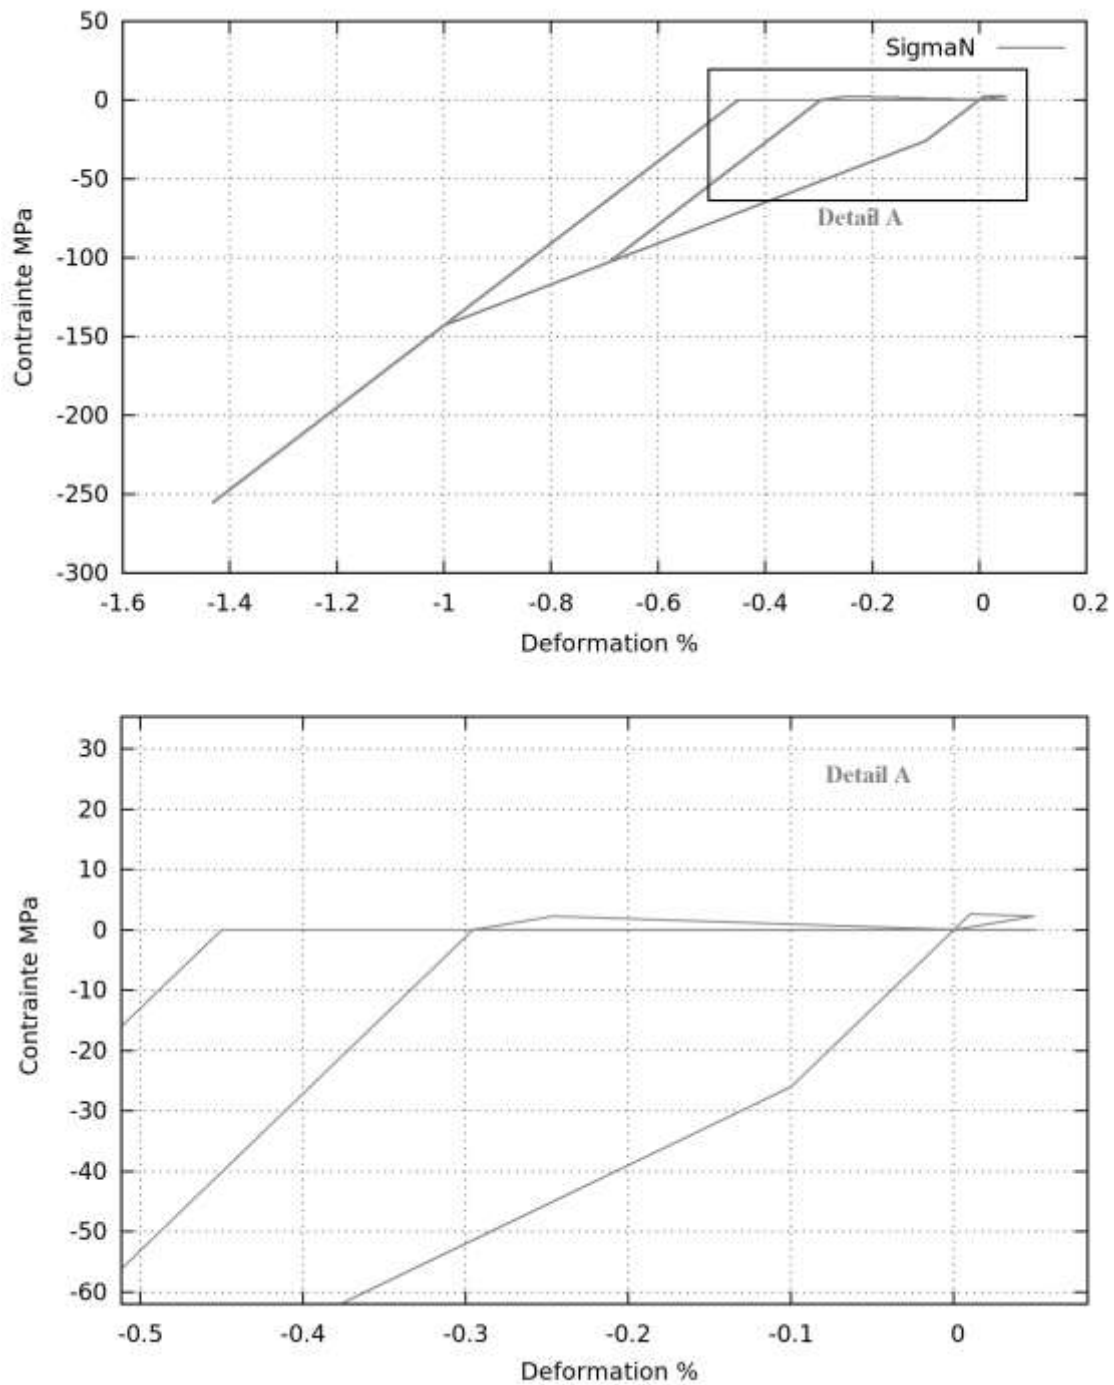 50
SigmaN
0
-50
Detail A
-100
-150
-200
-250
-300
Contrainte MPa
-1.6 -1.4 -1.2 -1 -0.8 -0.6 -0.4 -0.2 0 0.2
Deformation %
30
Detail A
20
10
0
-10
-20
-30
-40
-50
-60
Contrainte MPa
-0.5 -0.4 -0.3 -0.2 -0.1 0
Deformation %